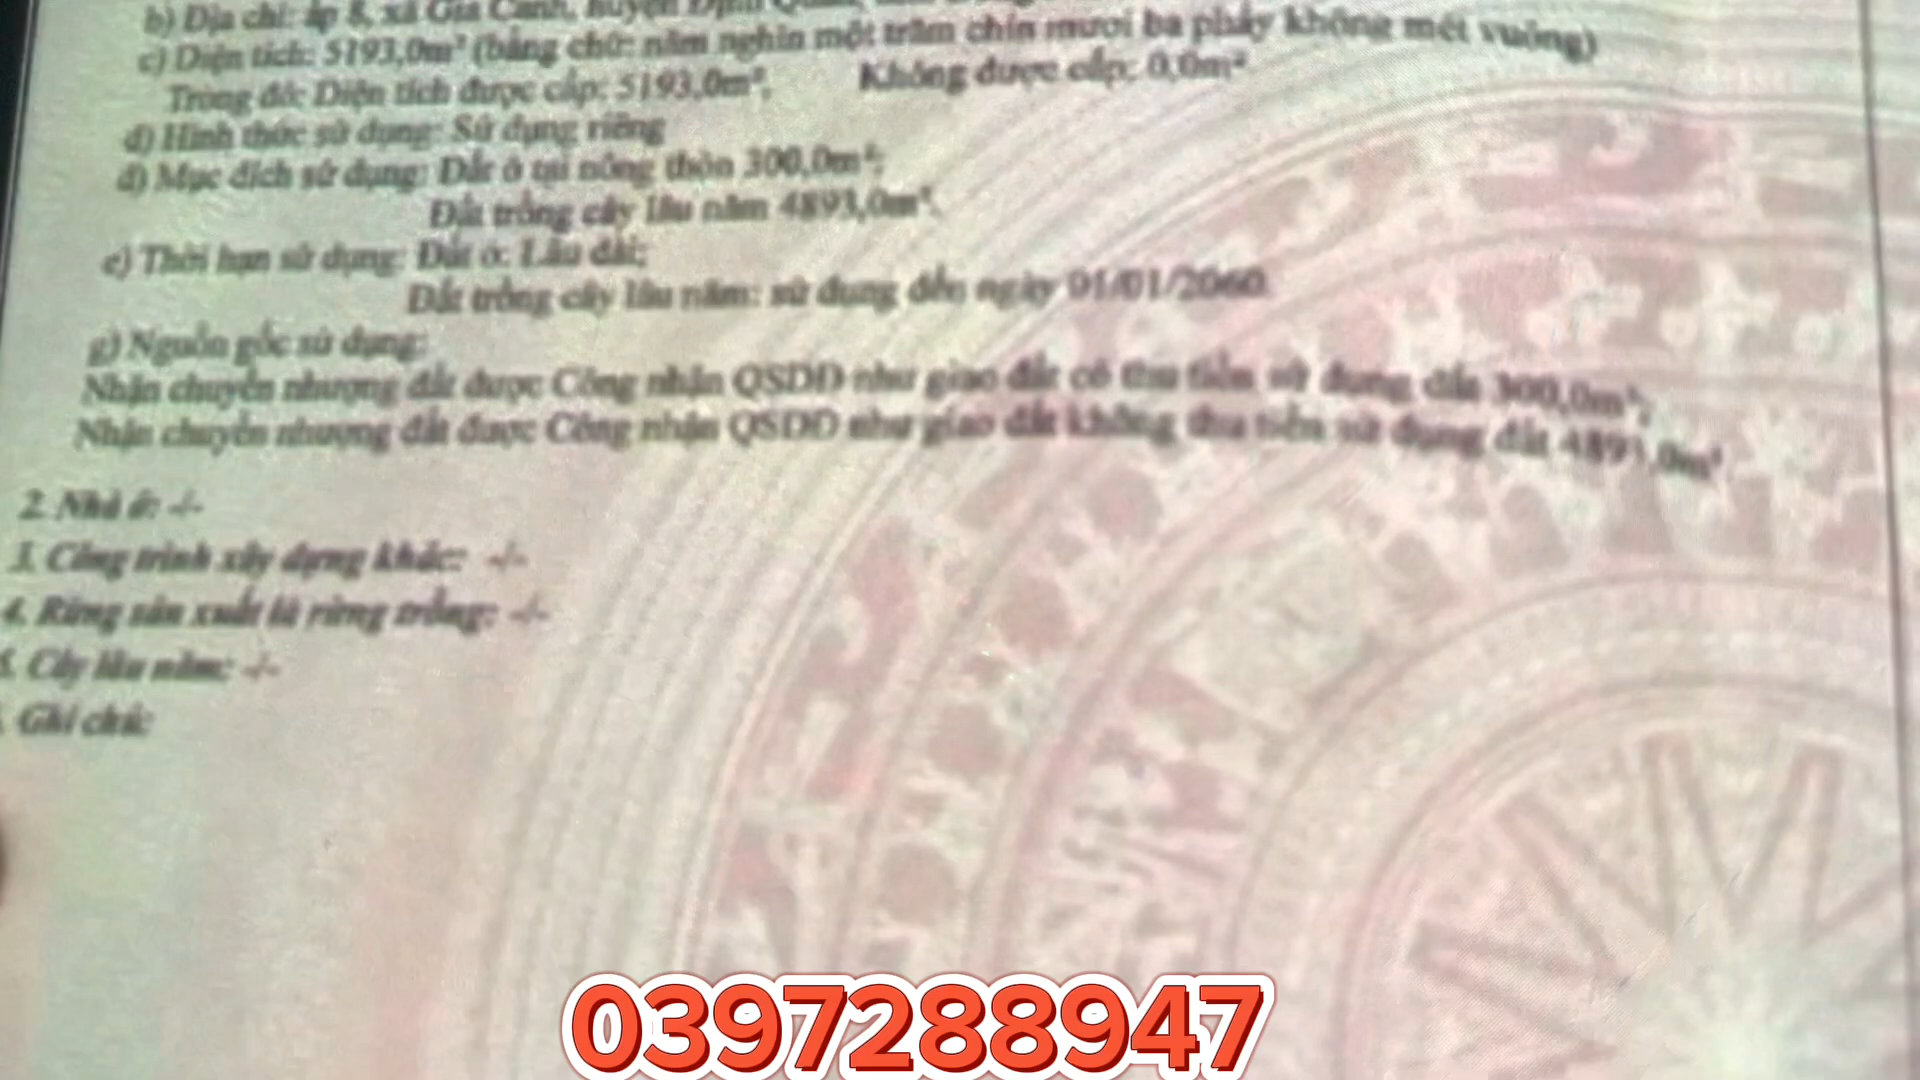 b) Địa chỉ: ấp 8, xã Gia Canh, huyện Định Quán,
c) Diện tích: 5193,0m² (bằng chữ: năm nghìn một trăm chín mươi ba phẩy không mét vuông)
Trong đó: Diện tích được cấp: 5193,0m²; Không được cấp: 0,0m²
d) Hình thức sử dụng: Sử dụng riêng
đ) Mục đích sử dụng: Đất ở tại nông thôn 300,0m²;
Đất trồng cây lâu năm 4893,0m².
e) Thời hạn sử dụng: Đất ở: Lâu dài;
Đất trồng cây lâu năm: sử dụng đến ngày 01/01/2060.
g) Nguồn gốc sử dụng:
Nhận chuyển nhượng đất được Công nhận QSDĐ như giao đất có thu tiền sử dụng đất 300,0m²;
Nhận chuyển nhượng đất được Công nhận QSDĐ như giao đất không thu tiền sử dụng đất 4893,0m²
2. Nhà ở: -/-
3. Công trình xây dựng khác: -/-
4. Rừng sản xuất là rừng trồng: -/-
5. Cây lâu năm: -/-
. Ghi chú:
0397288947